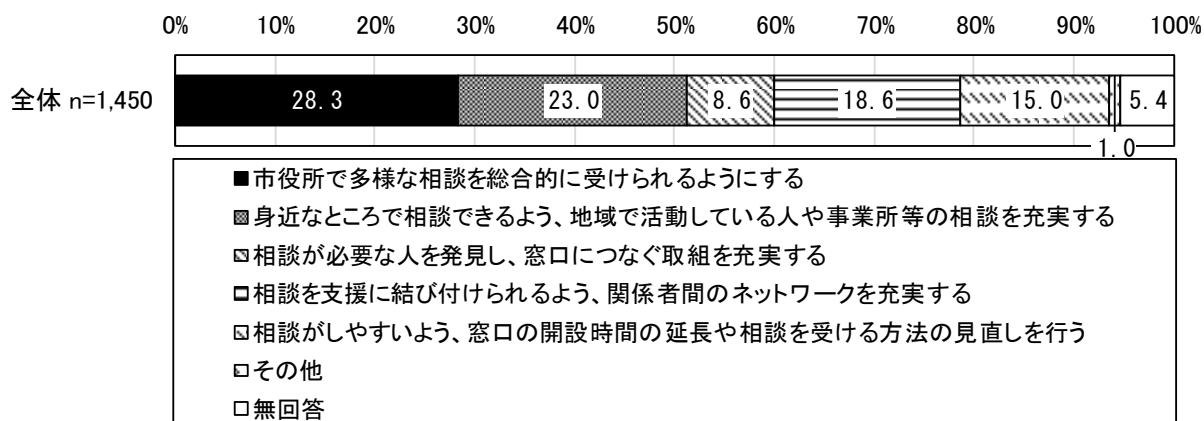 0% 10% 20% 30% 40% 50% 60% 70% 80% 90% 100%
全体 n=1,450 28.3 23.0 8.6 18.6 15.0 5.4
1.0
■市役所で多様な相談を総合的に受けられるようにする
身近なところで相談できるよう、地域で活動している人や事業所等の相談を充実する
相談が必要な人を発見し、窓口につなぐ取組を充実する
相談を支援に結び付けられるよう、関係者間のネットワークを充実する
相談がしやすいよう、窓口の開設時間の延長や相談を受ける方法の見直しを行う
その他
□無回答